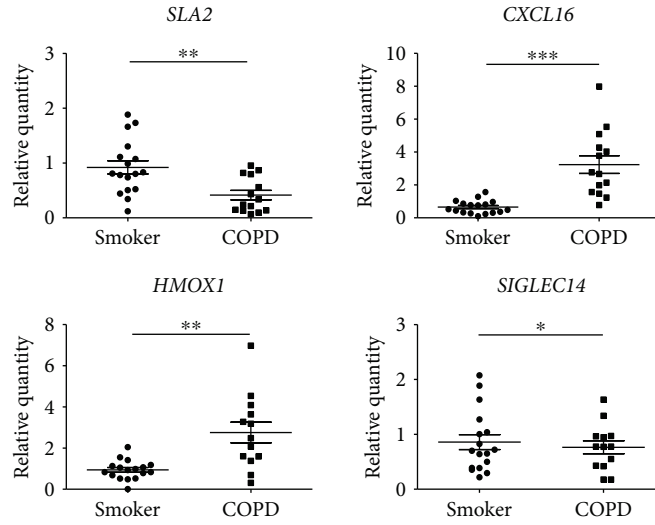 SLA2
Relative quantity
3
2
1
0
**
Smoker COPD
CXCL16
Relative quantity
10
8
6
4
2
0
***
Smoker COPD
HMOX1
Relative quantity
8
6
4
2
0
**
Smoker COPD
SIGLEC14
Relative quantity
3
2
1
0
*
Smoker COPD